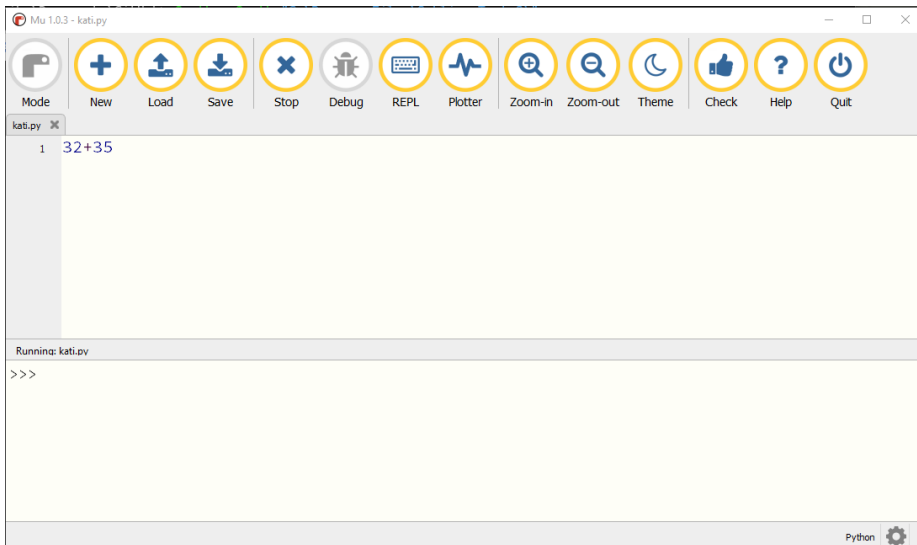 Mu 1.0.3 - kati.py
Mode New Load Save Stop Debug REPL Plotter Zoom-in Zoom-out Theme Check Help Quit
kati.py
1 32+35
Running: kati.py
>>>
Python